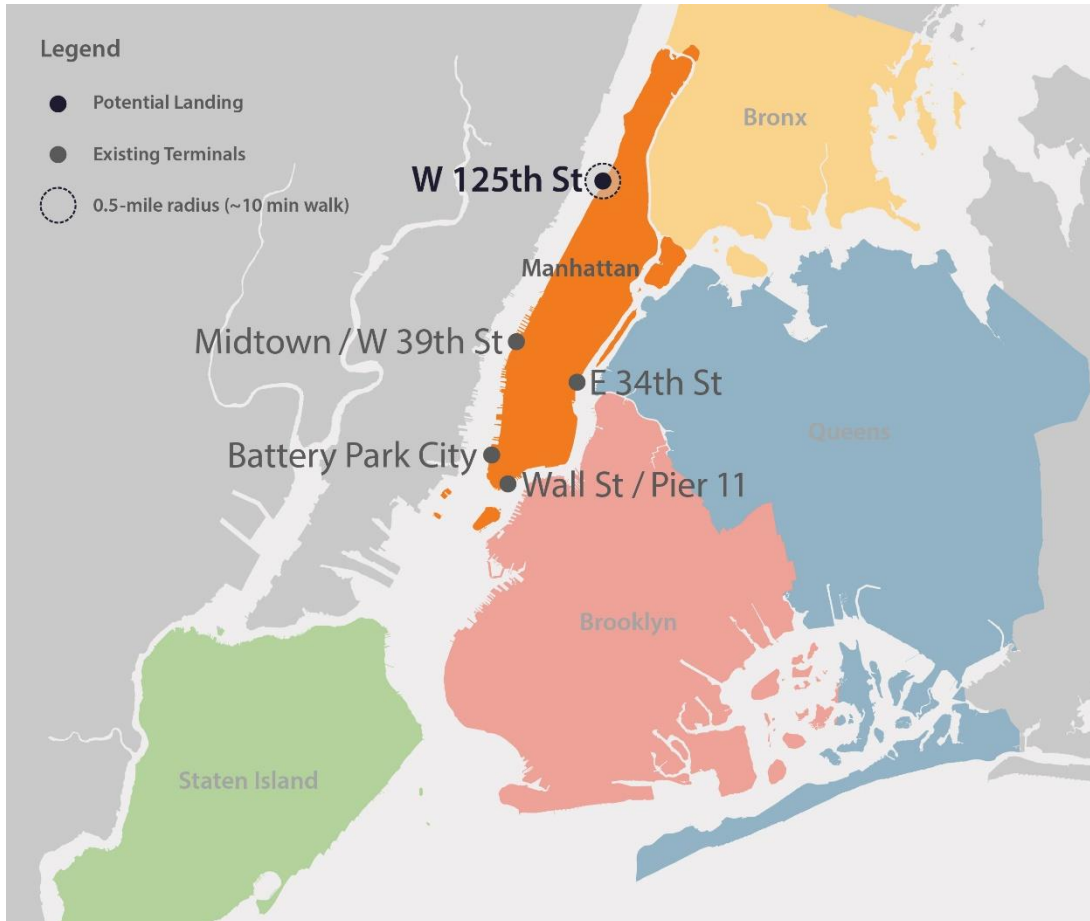 Legend
Potential Landing
Existing Terminals
0.5-mile radius (~10 min walk)
Bronx
W 125th St
Manhattan
Midtown / W 39th St
E 34th St
Queens
Battery Park City
Wall St / Pier 11
Brooklyn
Staten Island